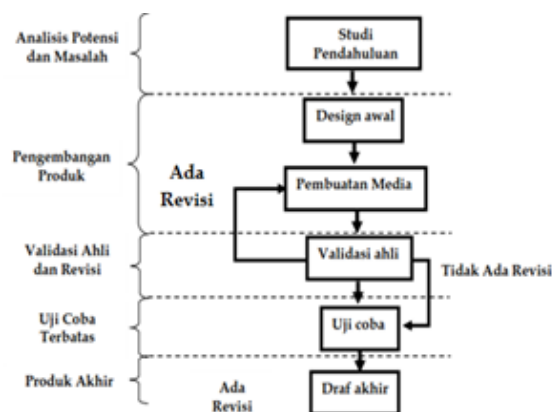 Analisis Potensi
dan Masalah
Studi
Pendahuluan
Design awal
Pengembangan
Produk
Ada
Revisi
Pembuatan Media
Validasi Ahli
dan Revisi
Validasi ahli
Tidak Ada Revisi
Uji Coba
Terbatas
Uji coba
Produk Akhir
Ada
Revisi
Draf akhir